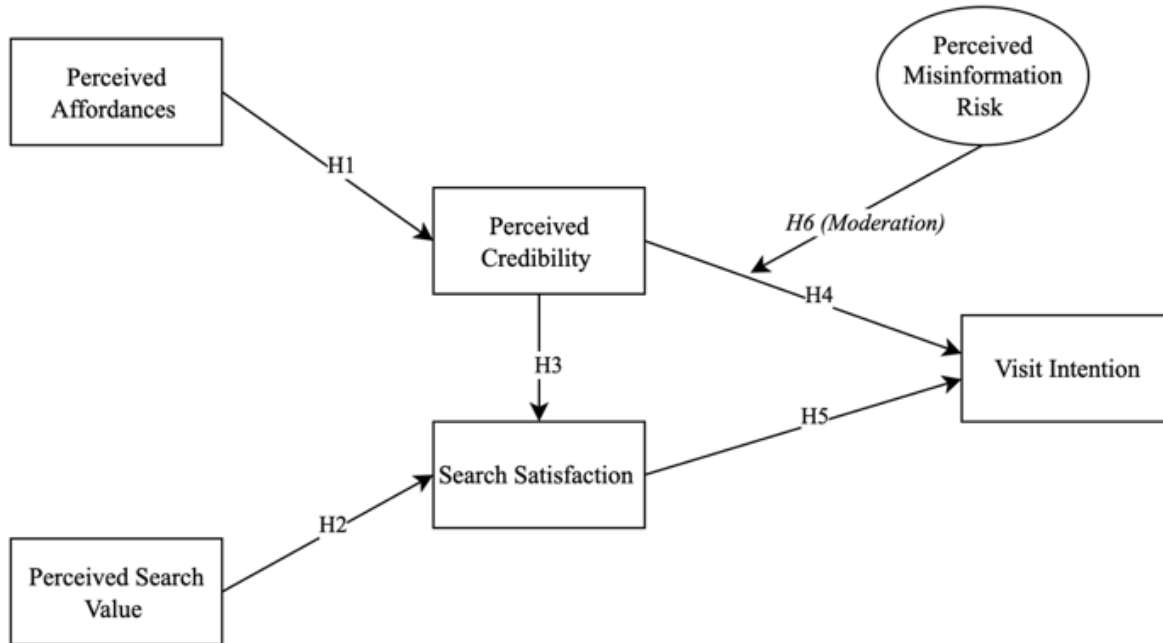 Perceived
Affordances
Perceived
Misinformation
Risk
H1
Perceived
Credibility
H6 (Moderation)
H4
H3
Visit Intention
H5
Search Satisfaction
H2
Perceived Search
Value